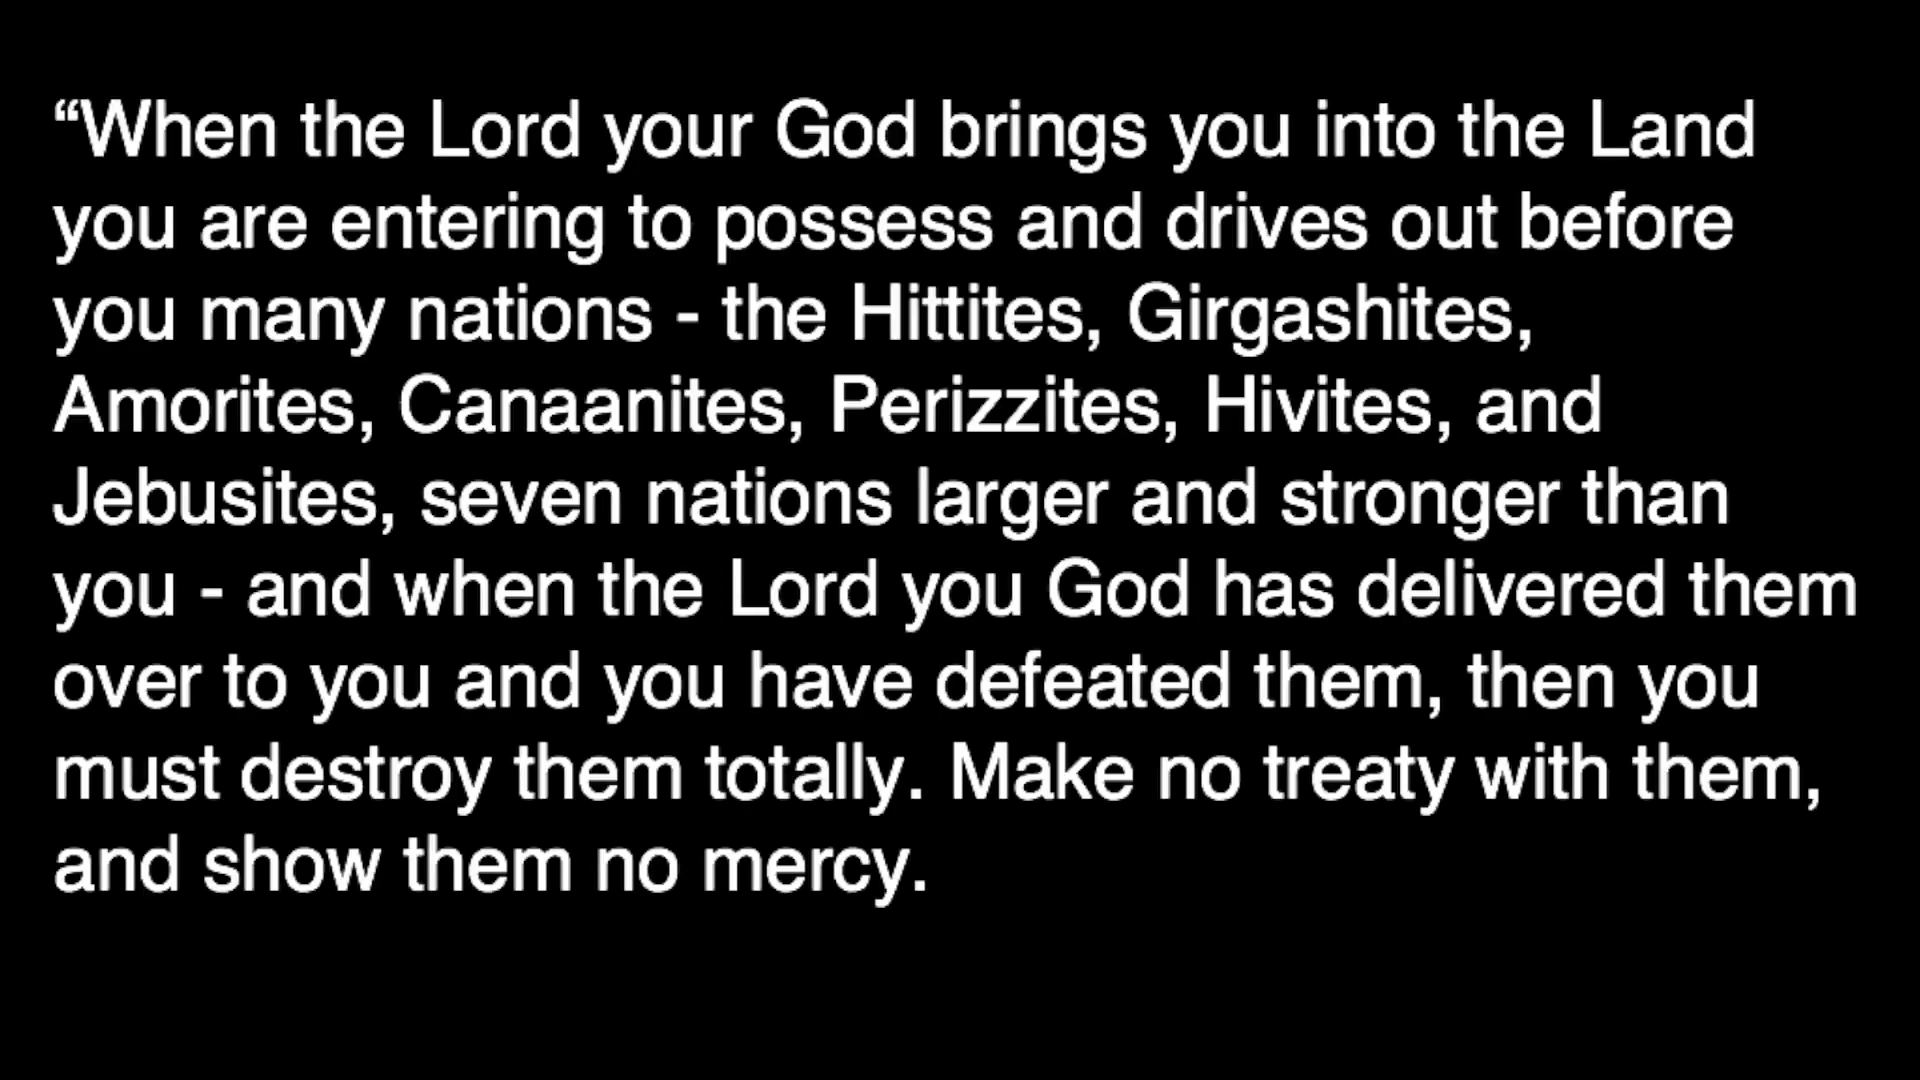 “When the Lord your God brings you into the Land
you are entering to possess and drives out before
you many nations - the Hittites, Girgashites,
Amorites, Canaanites, Perizzites, Hivites, and
Jebusites, seven nations larger and stronger than
you - and when the Lord you God has delivered them
over to you and you have defeated them, then you
must destroy them totally. Make no treaty with them,
and show them no mercy.